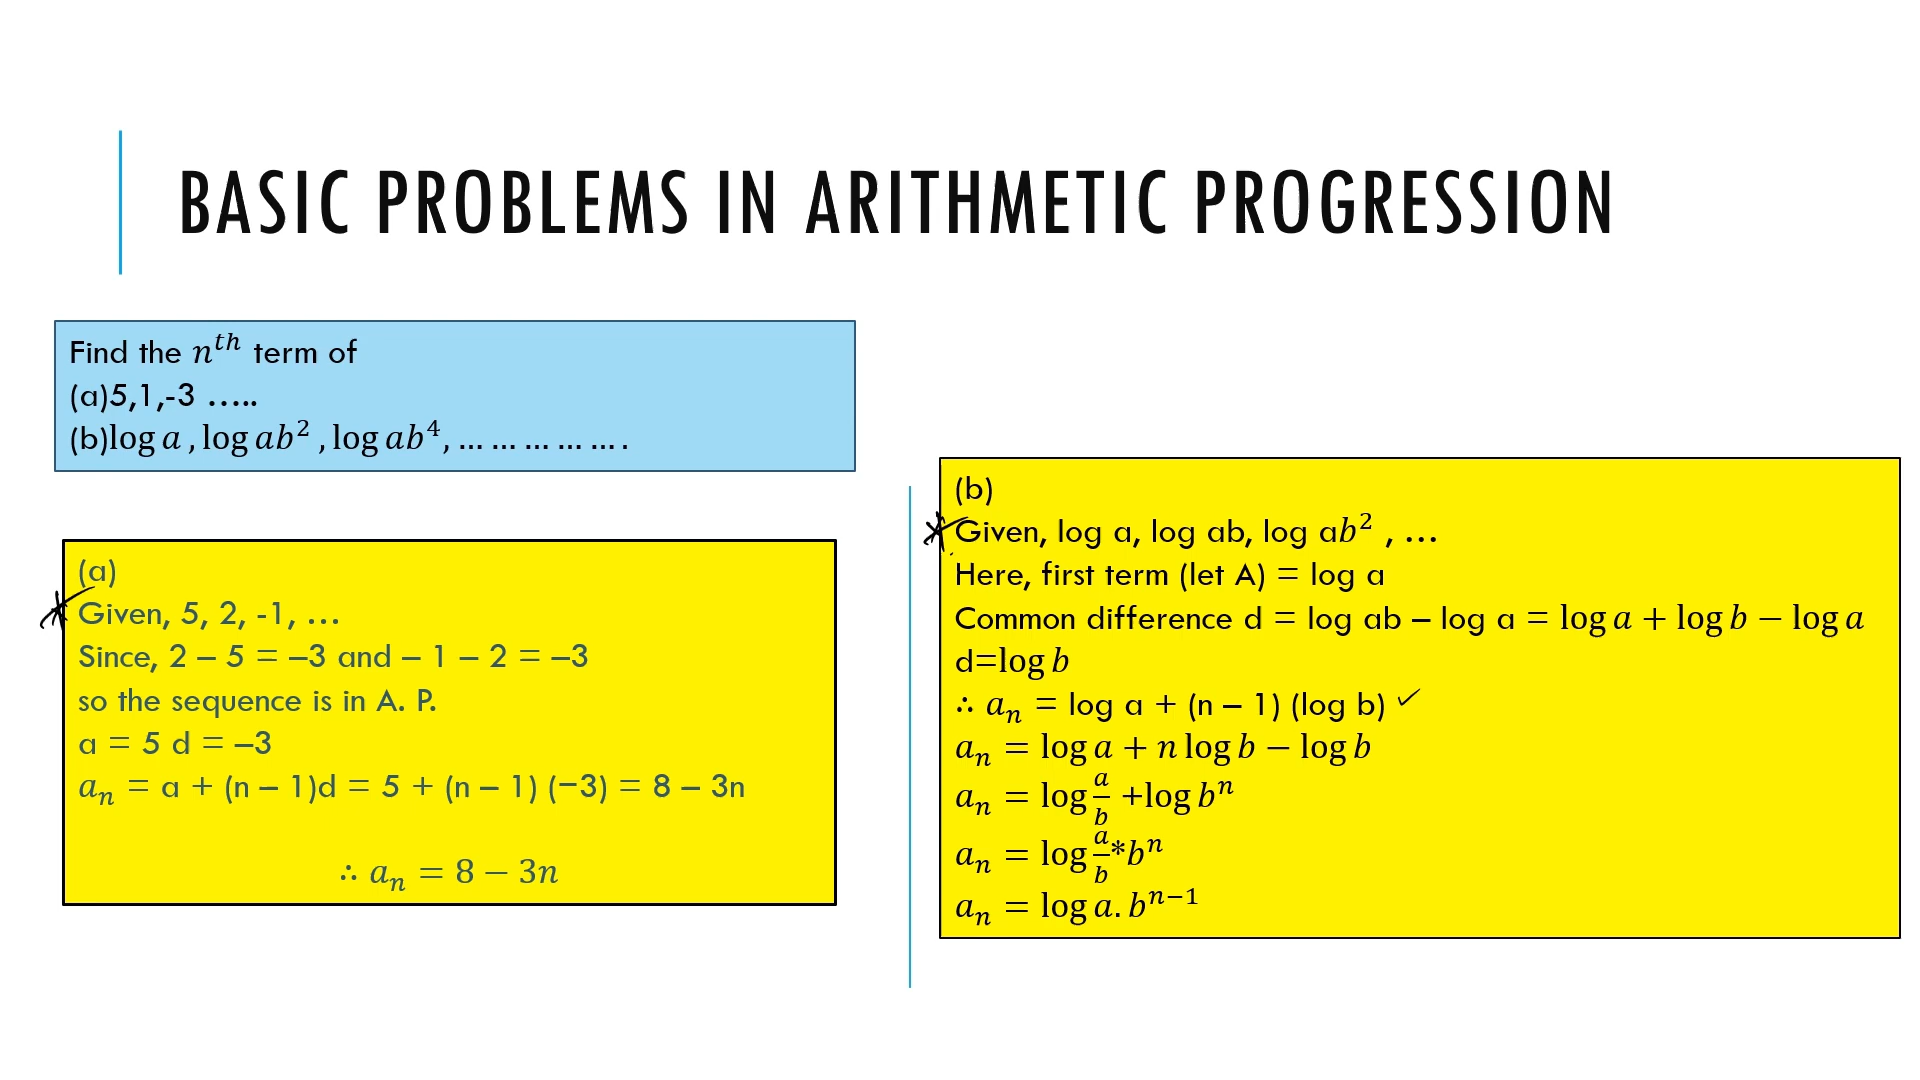 BASIC PROBLEMS IN ARITHMETIC PROGRESSION
Find the nᵗʰ term of
(a)5,1,-3 …..
(b)log a , log ab² , log ab⁴, … … … … … .
(a)
Given, 5, 2, -1, …
Since, 2 – 5 = –3 and – 1 – 2 = –3
so the sequence is in A. P.
a = 5 d = –3
aₙ = a + (n – 1)d = 5 + (n – 1) (−3) = 8 – 3n
∴ aₙ = 8 − 3n
(b)
Given, log a, log ab, log ab² , …
Here, first term (let A) = log a
Common difference d = log ab – log a = log a + log b − log a
d=log b
∴ aₙ = log a + (n – 1) (log b) ✓
aₙ = log a + n log b − log b
aₙ = log a/b +log bⁿ
aₙ = log a/b*bⁿ
aₙ = log a. bⁿ⁻¹